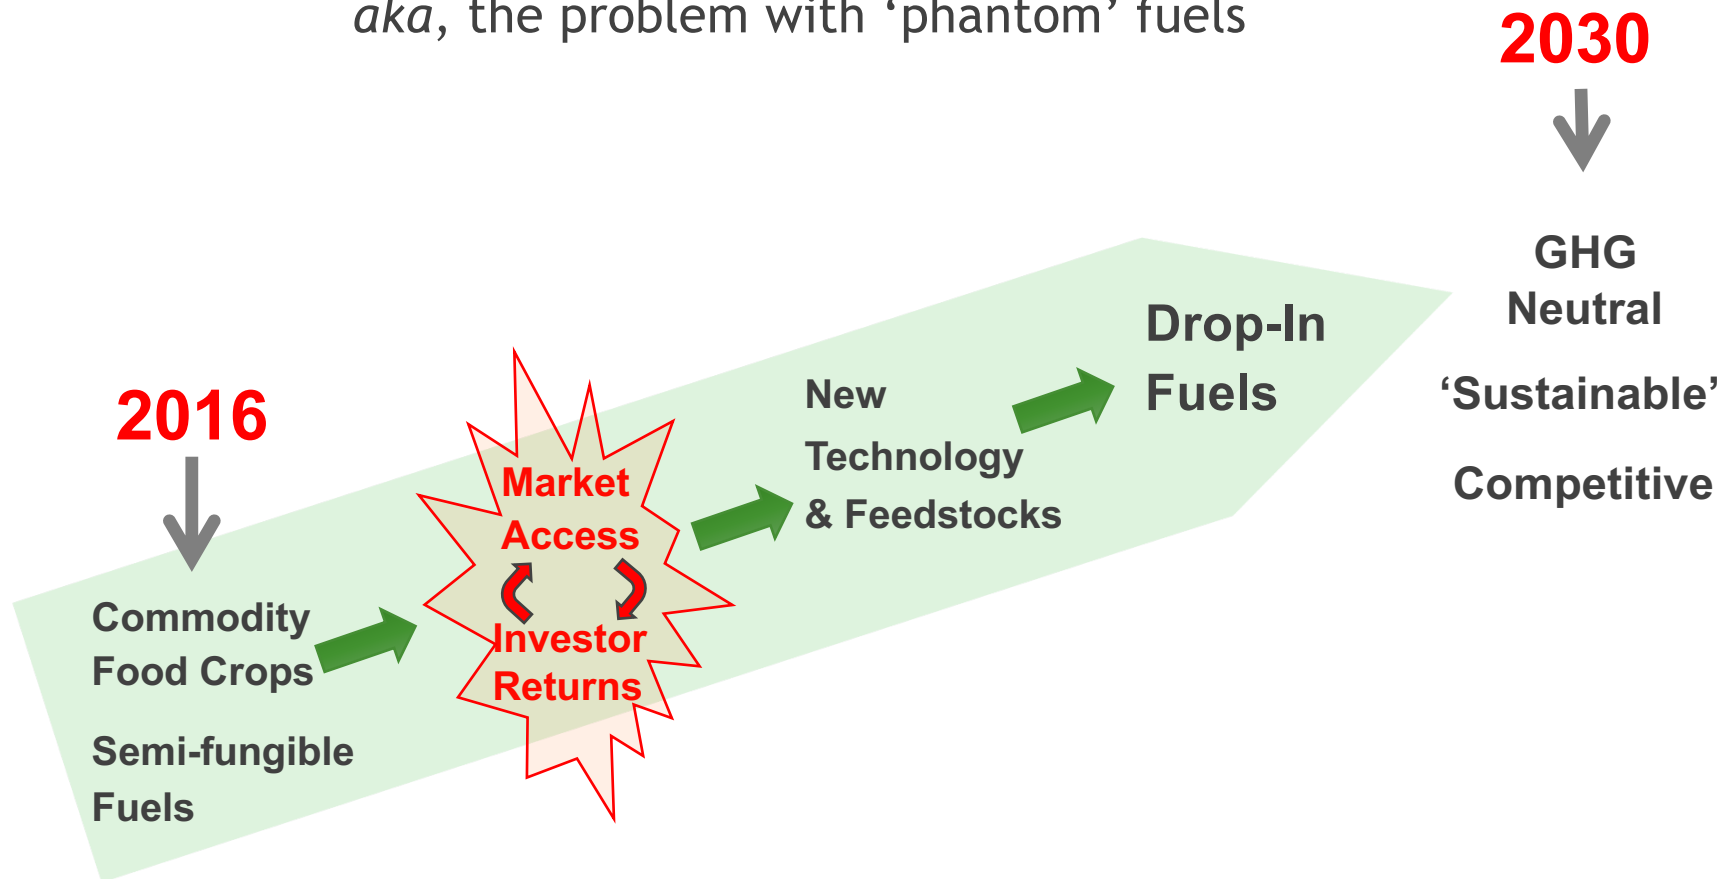 aka, the problem with ‘phantom’ fuels
2030
GHG
Neutral
‘Sustainable’
Competitive
2016
Commodity
Food Crops
Semi-fungible
Fuels
Market
Access
Investor
Returns
New
Technology
& Feedstocks
Drop-In
Fuels